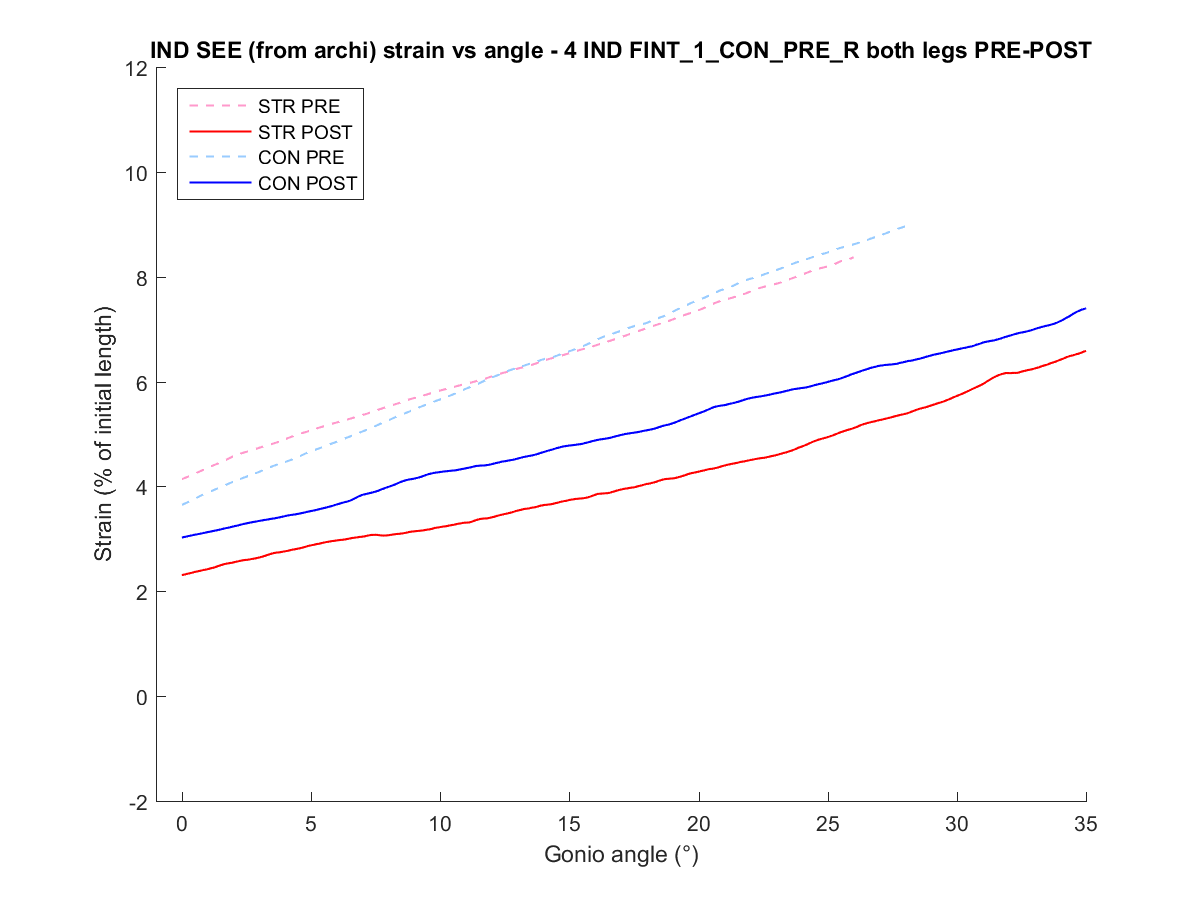 IND SEE (from archi) strain vs angle - 4 IND FINT_1_CON_PRE_R both legs PRE-POST
12
10
8
6
4
2
0
-2
Strain (% of initial length)
STR PRE
STR POST
CON PRE
CON POST
0 5 10 15 20 25 30 35
Gonio angle (°)